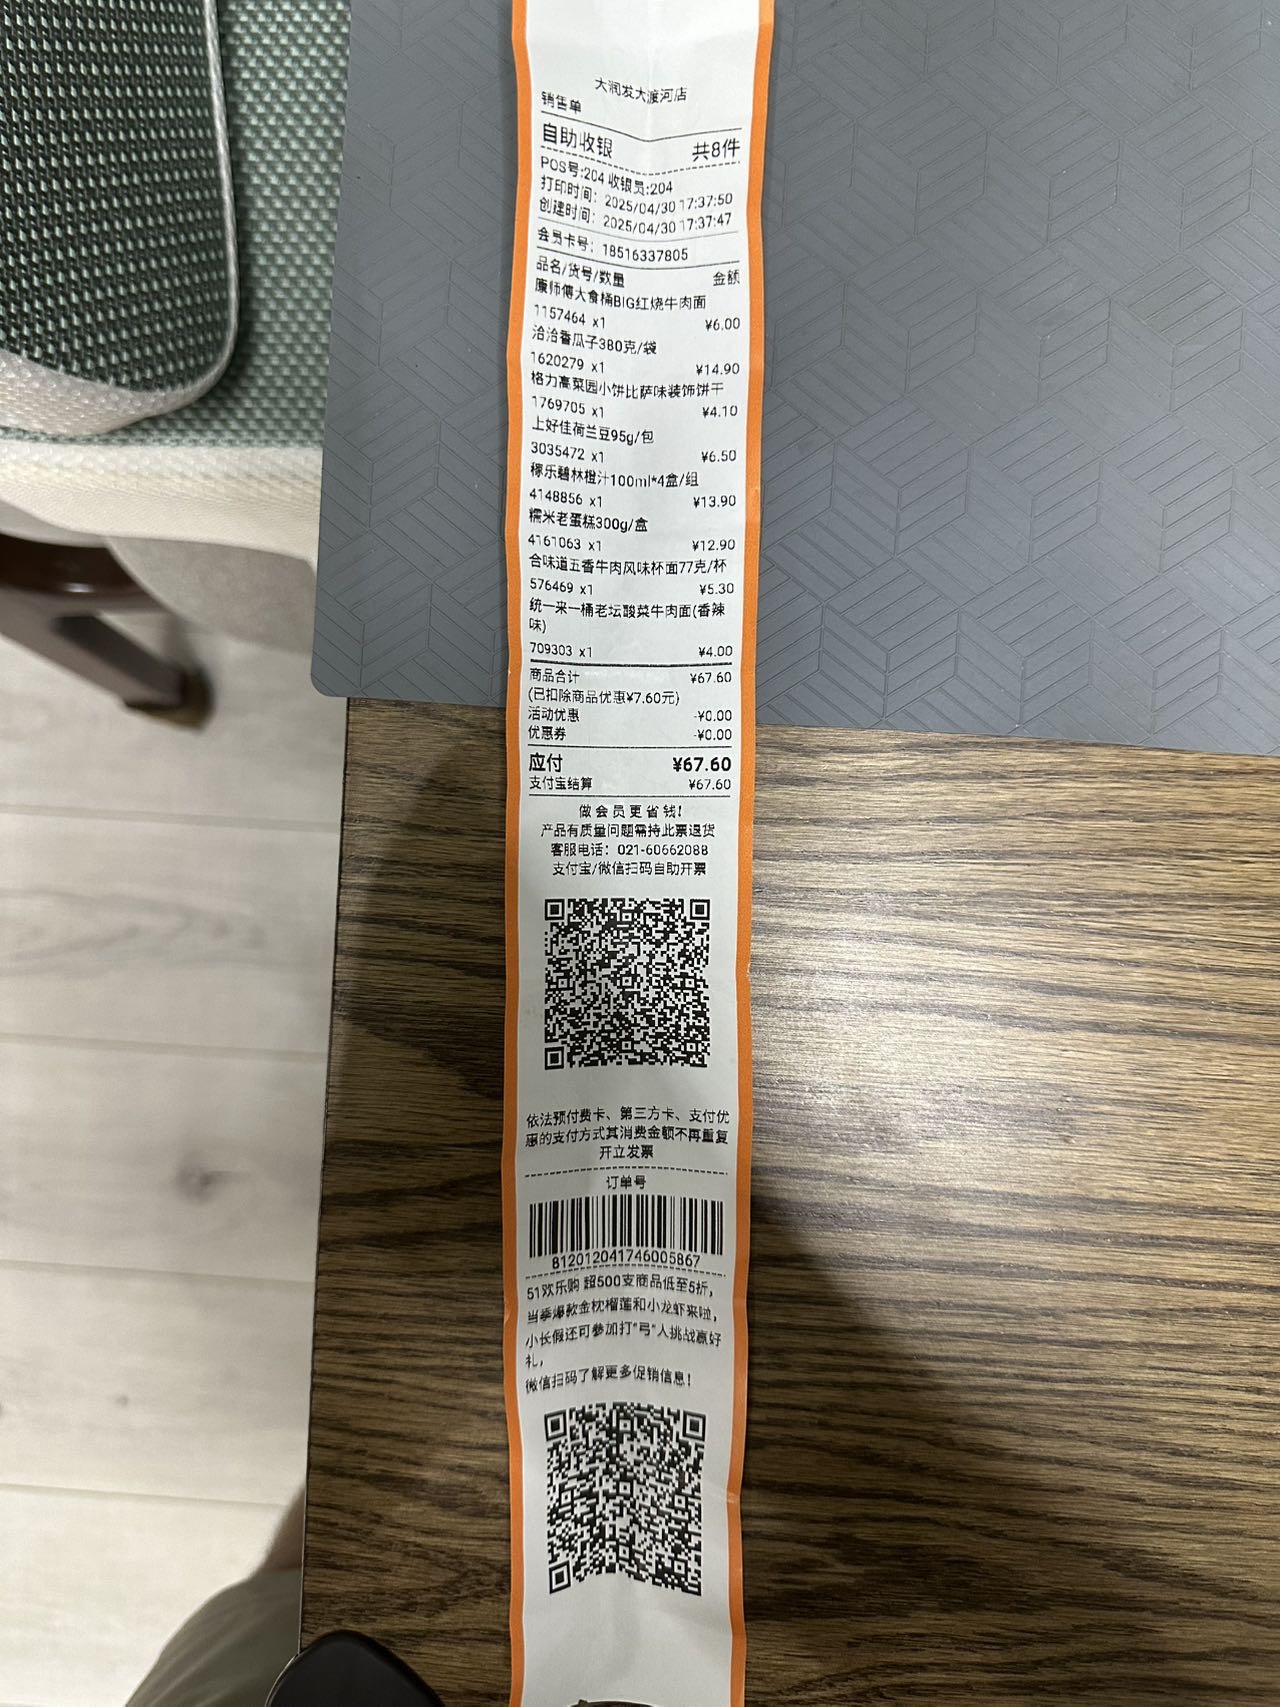 大润发大渡河店
销售单
自助收银 共8件
POS号:204 收银员:204
打印时间: 2025/04/30 17:37:50
创建时间: 2025/04/30 17:37:47
会员卡号: 18516337805
品名/货号/数量 金额
康师傅大食桶BIG红烧牛肉面
1157464 x1 ¥6.00
洽洽香瓜子380克/袋
1620279 x1 ¥14.90
格力高菜园小饼比萨味装饰饼干
1769705 x1 ¥4.10
上好佳荷兰豆95g/包
3035472 x1 ¥6.50
稼乐碧林橙汁100ml*4盒/组
4148856 x1 ¥13.90
糯米老蛋糕300g/盒
4161063 x1 ¥12.90
合味道五香牛肉风味杯面77克/杯
576469 x1 ¥5.30
统一来一桶老坛酸菜牛肉面(香辣
味)
709303 x1 ¥4.00
商品合计 ¥67.60
(已扣除商品优惠¥7.60元)
活动优惠 -¥0.00
优惠券 -¥0.00
应付 ¥67.60
支付宝结算 ¥67.60
做会员更省钱!
产品有质量问题需持此票退货
客服电话: 021-60662088
支付宝/微信扫码自助开票
依法预付费卡、第三方卡、支付优
惠的支付方式其消费金额不再重复
开立发票
订单号
812012041746005867
51欢乐购 超500支商品低至5折,
当季爆款金枕榴莲和小龙虾来啦,
小长假还可参加打"弓"人挑战赢好
礼,
微信扫码了解更多促销信息!